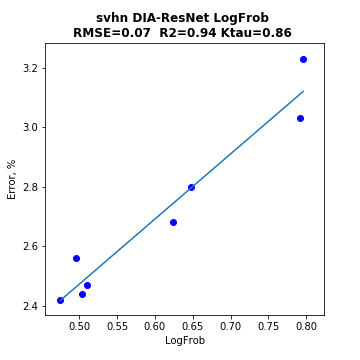 svhn DIA-ResNet LogFrob
RMSE=0.07 R2=0.94 Ktau=0.86
Error, %
3.2
3.0
2.8
2.6
2.4
0.50 0.55 0.60 0.65 0.70 0.75 0.80
LogFrob